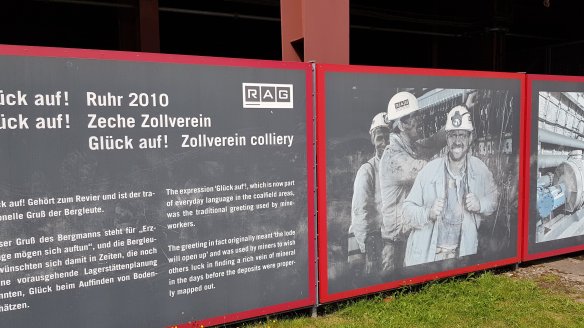 ück auf! Ruhr 2010
ück auf! Zeche Zollverein
Glück auf! Zollverein colliery
RAG
ück auf! Gehört zum Revier und ist der tra-
onelle Gruß der Bergleute.
ser Gruß des Bergmanns steht für „Erz-
ge mögen sich auftun“, und die Bergleu-
wünschten sich damit in Zeiten, die noch
ne vorausgehende Lagerstättenplanung
nnten, Glück beim Auffinden von Boden-
hätzen.
The expression 'Glück auf!', which is now part
of everyday language in the coalfield areas,
was the traditional greeting used by mine-
workers.
The greeting in fact originally meant 'the lode
will open up' and was used by miners to wish
others luck in finding a rich vein of mineral
in the days before the deposits were proper-
ly mapped out.
RAG